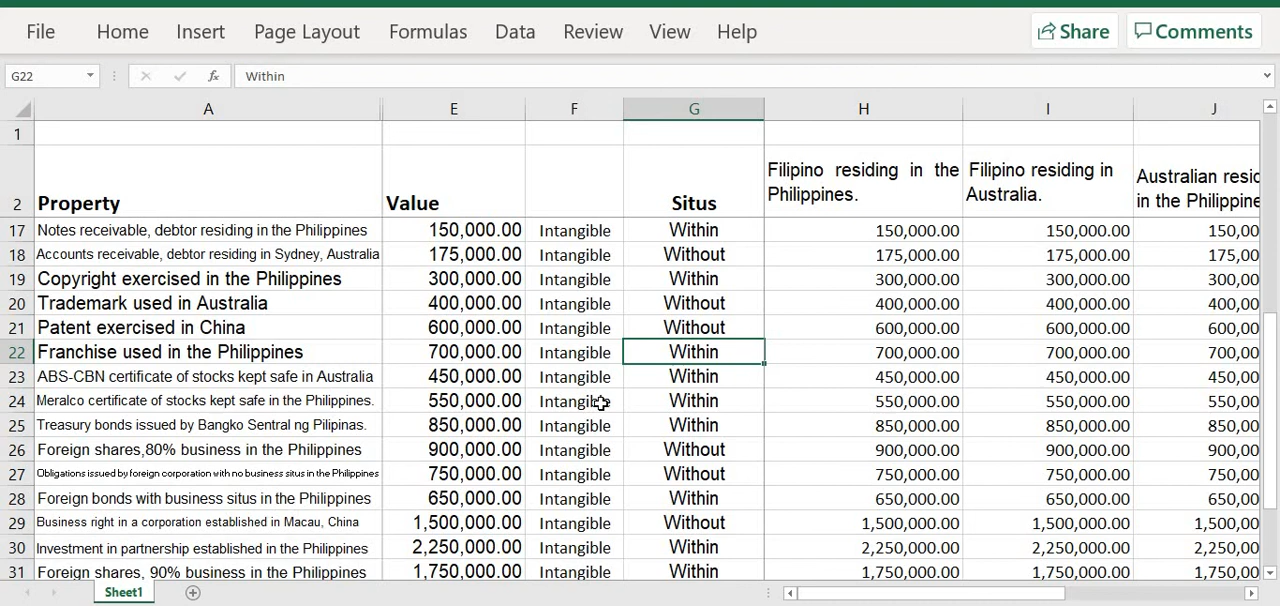 File Home Insert Page Layout Formulas Data Review View Help Share Comments
G22 fx Within
A E F G H I J
1
2 Property Value Situs Filipino residing in the Philippines. Filipino residing in Australia. Australian resid in the Philippine
17 Notes receivable, debtor residing in the Philippines 150,000.00 Intangible Within 150,000.00 150,000.00 150,00
18 Accounts receivable, debtor residing in Sydney, Australia 175,000.00 Intangible Without 175,000.00 175,000.00 175,00
19 Copyright exercised in the Philippines 300,000.00 Intangible Within 300,000.00 300,000.00 300,00
20 Trademark used in Australia 400,000.00 Intangible Without 400,000.00 400,000.00 400,00
21 Patent exercised in China 600,000.00 Intangible Without 600,000.00 600,000.00 600,00
22 Franchise used in the Philippines 700,000.00 Intangible Within 700,000.00 700,000.00 700,00
23 ABS-CBN certificate of stocks kept safe in Australia 450,000.00 Intangible Within 450,000.00 450,000.00 450,00
24 Meralco certificate of stocks kept safe in the Philippines. 550,000.00 Intangible Within 550,000.00 550,000.00 550,00
25 Treasury bonds issued by Bangko Sentral ng Pilipinas. 850,000.00 Intangible Within 850,000.00 850,000.00 850,00
26 Foreign shares,80% business in the Philippines 900,000.00 Intangible Without 900,000.00 900,000.00 900,00
27 Obligations issued by foreign corporation with no business situs in the Philippines 750,000.00 Intangible Without 750,000.00 750,000.00 750,00
28 Foreign bonds with business situs in the Philippines 650,000.00 Intangible Within 650,000.00 650,000.00 650,00
29 Business right in a corporation established in Macau, China 1,500,000.00 Intangible Without 1,500,000.00 1,500,000.00 1,500,00
30 Investment in partnership established in the Philippines 2,250,000.00 Intangible Within 2,250,000.00 2,250,000.00 2,250,00
31 Foreign shares, 90% business in the Philippines 1,750,000.00 Intangible Within 1,750,000.00 1,750,000.00 1,750,00
Sheet1